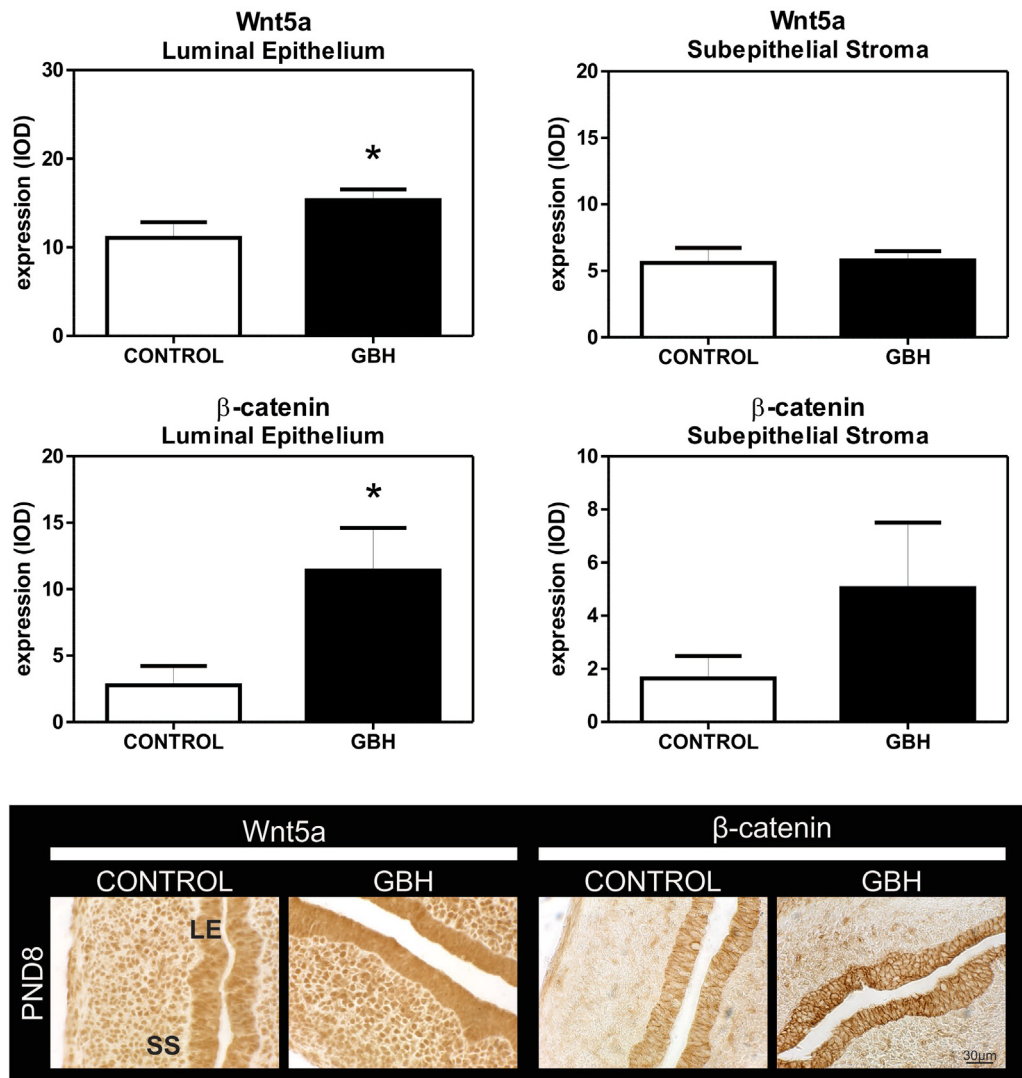 Wnt5a
Luminal Epithelium
expression (IOD)
30
20
10
0
*
CONTROL
GBH
Wnt5a
Subepithelial Stroma
expression (IOD)
20
15
10
5
0
CONTROL
GBH
β-catenin
Luminal Epithelium
expression (IOD)
20
15
10
5
0
*
CONTROL
GBH
β-catenin
Subepithelial Stroma
expression (IOD)
10
8
6
4
2
0
CONTROL
GBH
Wnt5a
β-catenin
CONTROL
GBH
CONTROL
GBH
PND8
LE
SS
30µm